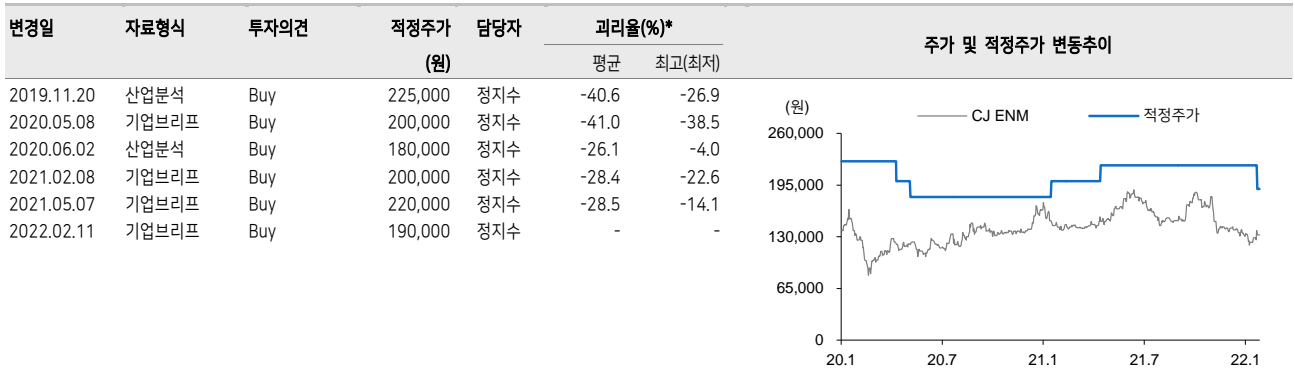 변경일 자료형식 투자의견 적정주가 담당자 괴리율(%)* 주가 및 적정주가 변동추이
(원) 평균 최고(최저)
2019.11.20 산업분석 Buy 225,000 정지수 -40.6 -26.9
2020.05.08 기업브리프 Buy 200,000 정지수 -41.0 -38.5
2020.06.02 산업분석 Buy 180,000 정지수 -26.1 -4.0
2021.02.08 기업브리프 Buy 200,000 정지수 -28.4 -22.6
2021.05.07 기업브리프 Buy 220,000 정지수 -28.5 -14.1
2022.02.11 기업브리프 Buy 190,000 정지수 - -
(원) CJ ENM 적정주가
260,000
195,000
130,000
65,000
0
20.1 20.7 21.1 21.7 22.1